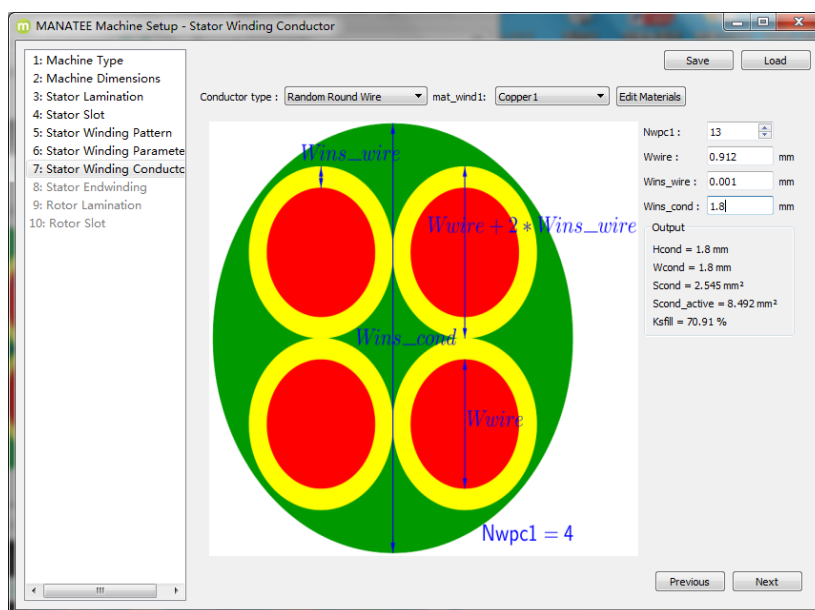 MANATEE Machine Setup - Stator Winding Conductor
Save
Load
1: Machine Type
2: Machine Dimensions
3: Stator Lamination
4: Stator Slot
5: Stator Winding Pattern
6: Stator Winding Paramete
7: Stator Winding Conductc
8: Stator Endwinding
9: Rotor Lamination
10: Rotor Slot
Conductor type : Random Round Wire mat_wind1: Copper1 Edit Materials
Wins_wire
Wwire + 2 * Wins_wire
Wins_cond
Wwire
Nwpc1 = 4
Nwpc1 : 13
Wwire : 0.912 mm
Wins_wire : 0.001 mm
Wins_cond : 1.8 mm
Output
Hcond = 1.8 mm
Wcond = 1.8 mm
Scond = 2.545 mm²
Scond_active = 8.492 mm²
Ksfill = 70.91 %
Previous
Next